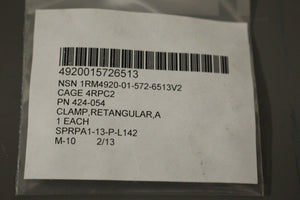 4920015726513
NSN 1RM4920-01-572-6513V2
CAGE 4RPC2
PN 424-054
CLAMP,RETANGULAR,A
1 EACH
SPRPA1-13-P-L142
M-10 2/13